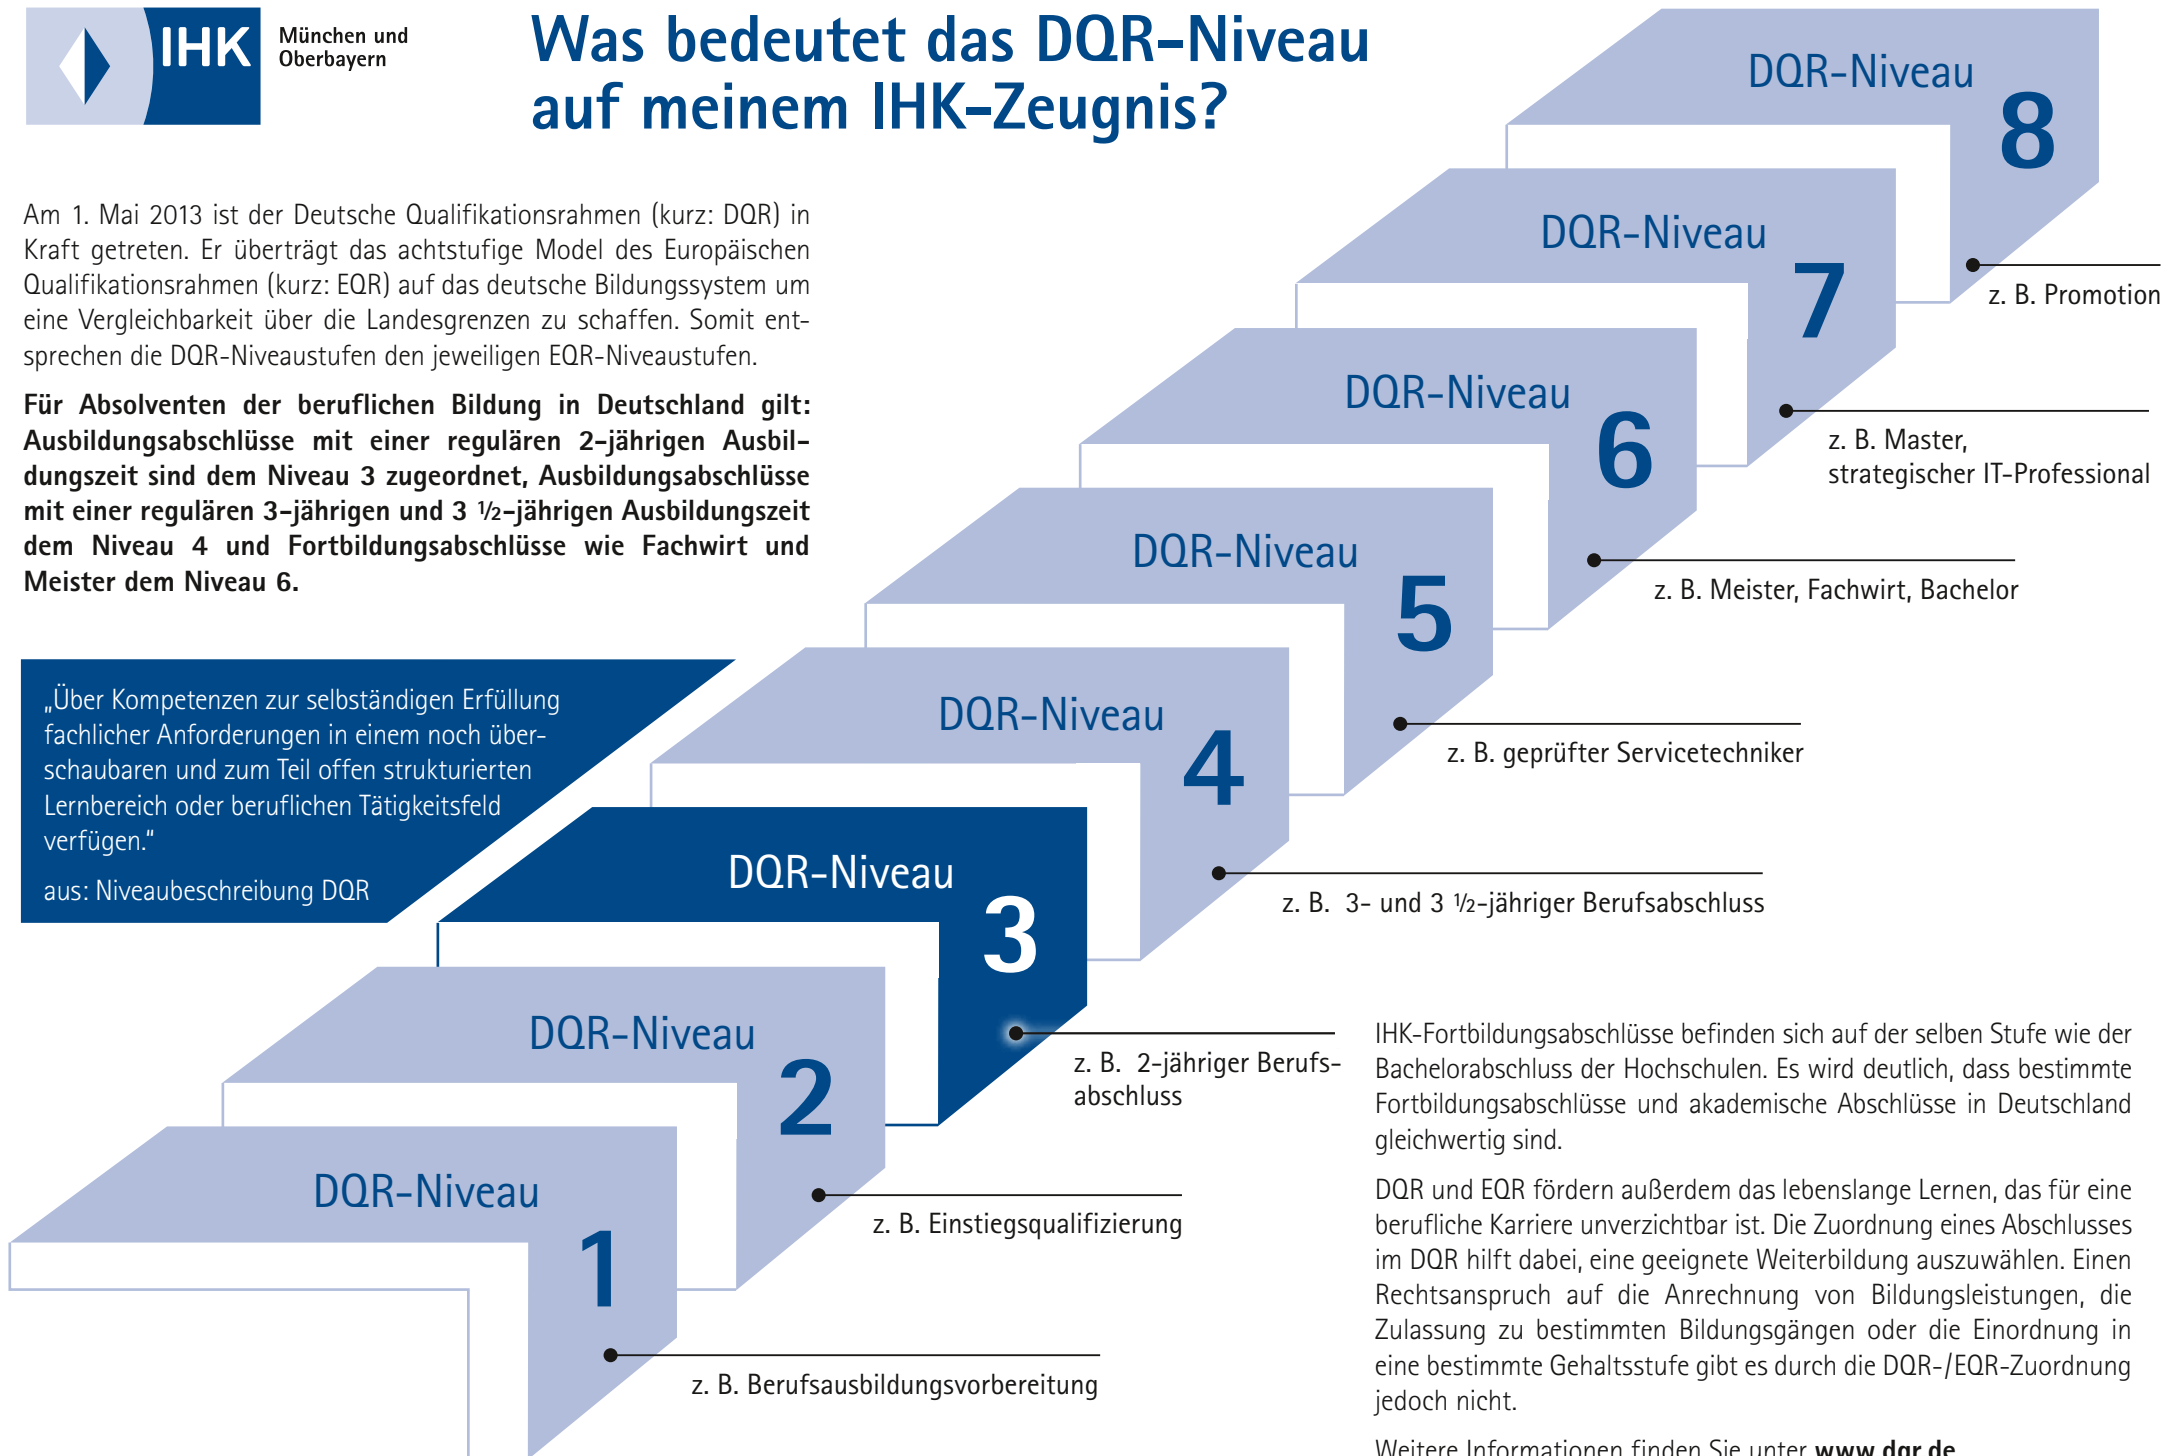 IHK
München und
Oberbayern
Was bedeutet das DQR-Niveau
auf meinem IHK-Zeugnis?
Am 1. Mai 2013 ist der Deutsche Qualifikationsrahmen (kurz: DQR) in
Kraft getreten. Er überträgt das achtstufige Model des Europäischen
Qualifikationsrahmen (kurz: EQR) auf das deutsche Bildungssystem um
eine Vergleichbarkeit über die Landesgrenzen zu schaffen. Somit ent-
sprechen die DQR-Niveaustufen den jeweiligen EQR-Niveaustufen.
Für Absolventen der beruflichen Bildung in Deutschland gilt:
Ausbildungsabschlüsse mit einer regulären 2-jährigen Ausbil-
dungszeit sind dem Niveau 3 zugeordnet, Ausbildungsabschlüsse
mit einer regulären 3-jährigen und 3 ½-jährigen Ausbildungszeit
dem Niveau 4 und Fortbildungsabschlüsse wie Fachwirt und
Meister dem Niveau 6.
„Über Kompetenzen zur selbständigen Erfüllung
fachlicher Anforderungen in einem noch über-
schaubaren und zum Teil offen strukturierten
Lernbereich oder beruflichen Tätigkeitsfeld
verfügen."
aus: Niveaubeschreibung DQR
DQR-Niveau
8
z. B. Promotion
DQR-Niveau
7
z. B. Master,
strategischer IT-Professional
DQR-Niveau
6
z. B. Meister, Fachwirt, Bachelor
DQR-Niveau
5
z. B. geprüfter Servicetechniker
DQR-Niveau
4
z. B. 3- und 3 ½-jähriger Berufsabschluss
DQR-Niveau
3
z. B. 2-jähriger Berufs-
abschluss
DQR-Niveau
2
z. B. Einstiegsqualifizierung
DQR-Niveau
1
z. B. Berufsausbildungsvorbereitung
IHK-Fortbildungsabschlüsse befinden sich auf der selben Stufe wie der
Bachelorabschluss der Hochschulen. Es wird deutlich, dass bestimmte
Fortbildungsabschlüsse und akademische Abschlüsse in Deutschland
gleichwertig sind.
DQR und EQR fördern außerdem das lebenslange Lernen, das für eine
berufliche Karriere unverzichtbar ist. Die Zuordnung eines Abschlusses
im DQR hilft dabei, eine geeignete Weiterbildung auszuwählen. Einen
Rechtsanspruch auf die Anrechnung von Bildungsleistungen, die
Zulassung zu bestimmten Bildungsgängen oder die Einordnung in
eine bestimmte Gehaltsstufe gibt es durch die DQR-/EQR-Zuordnung
jedoch nicht.
Weitere Informationen finden Sie unter www.dqr.de